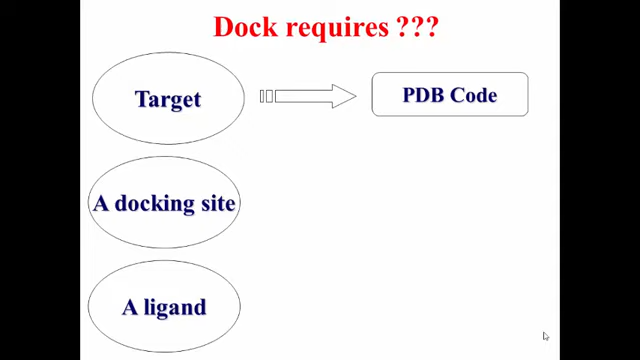 Dock requires ???
Target
PDB Code
A docking site
A ligand